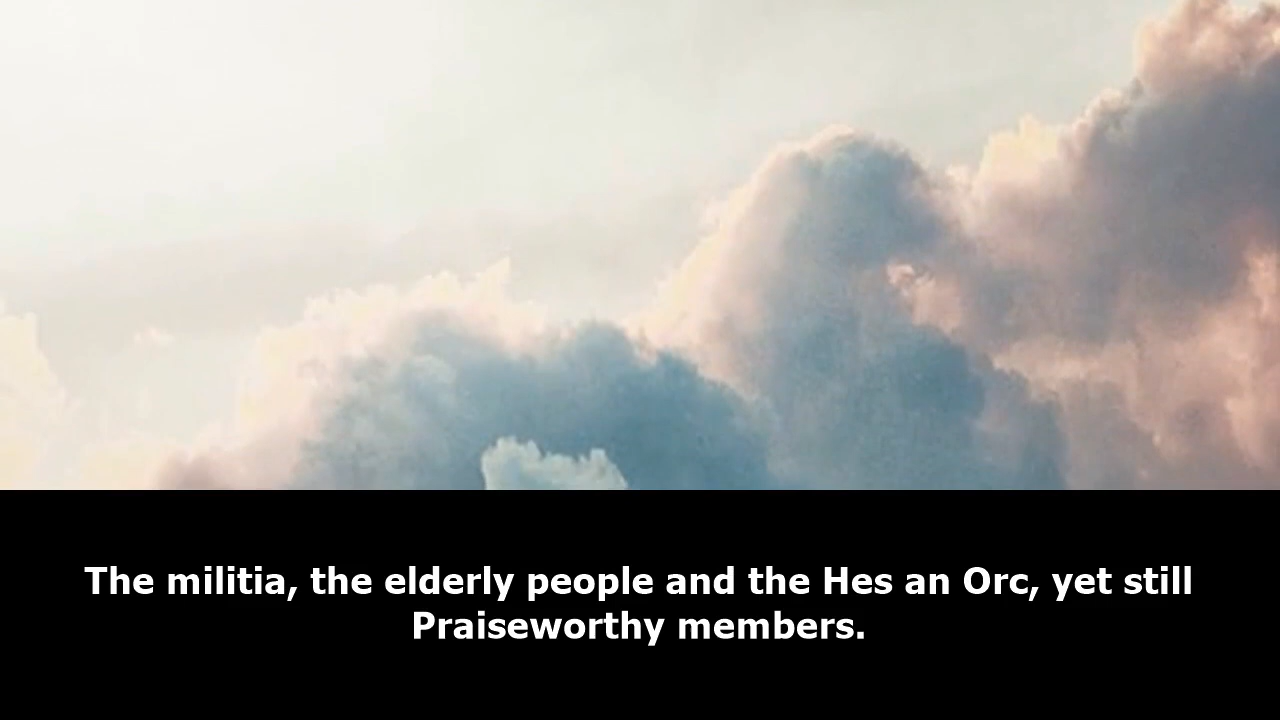 The militia, the elderly people and the Hes an Orc, yet still
Praiseworthy members.